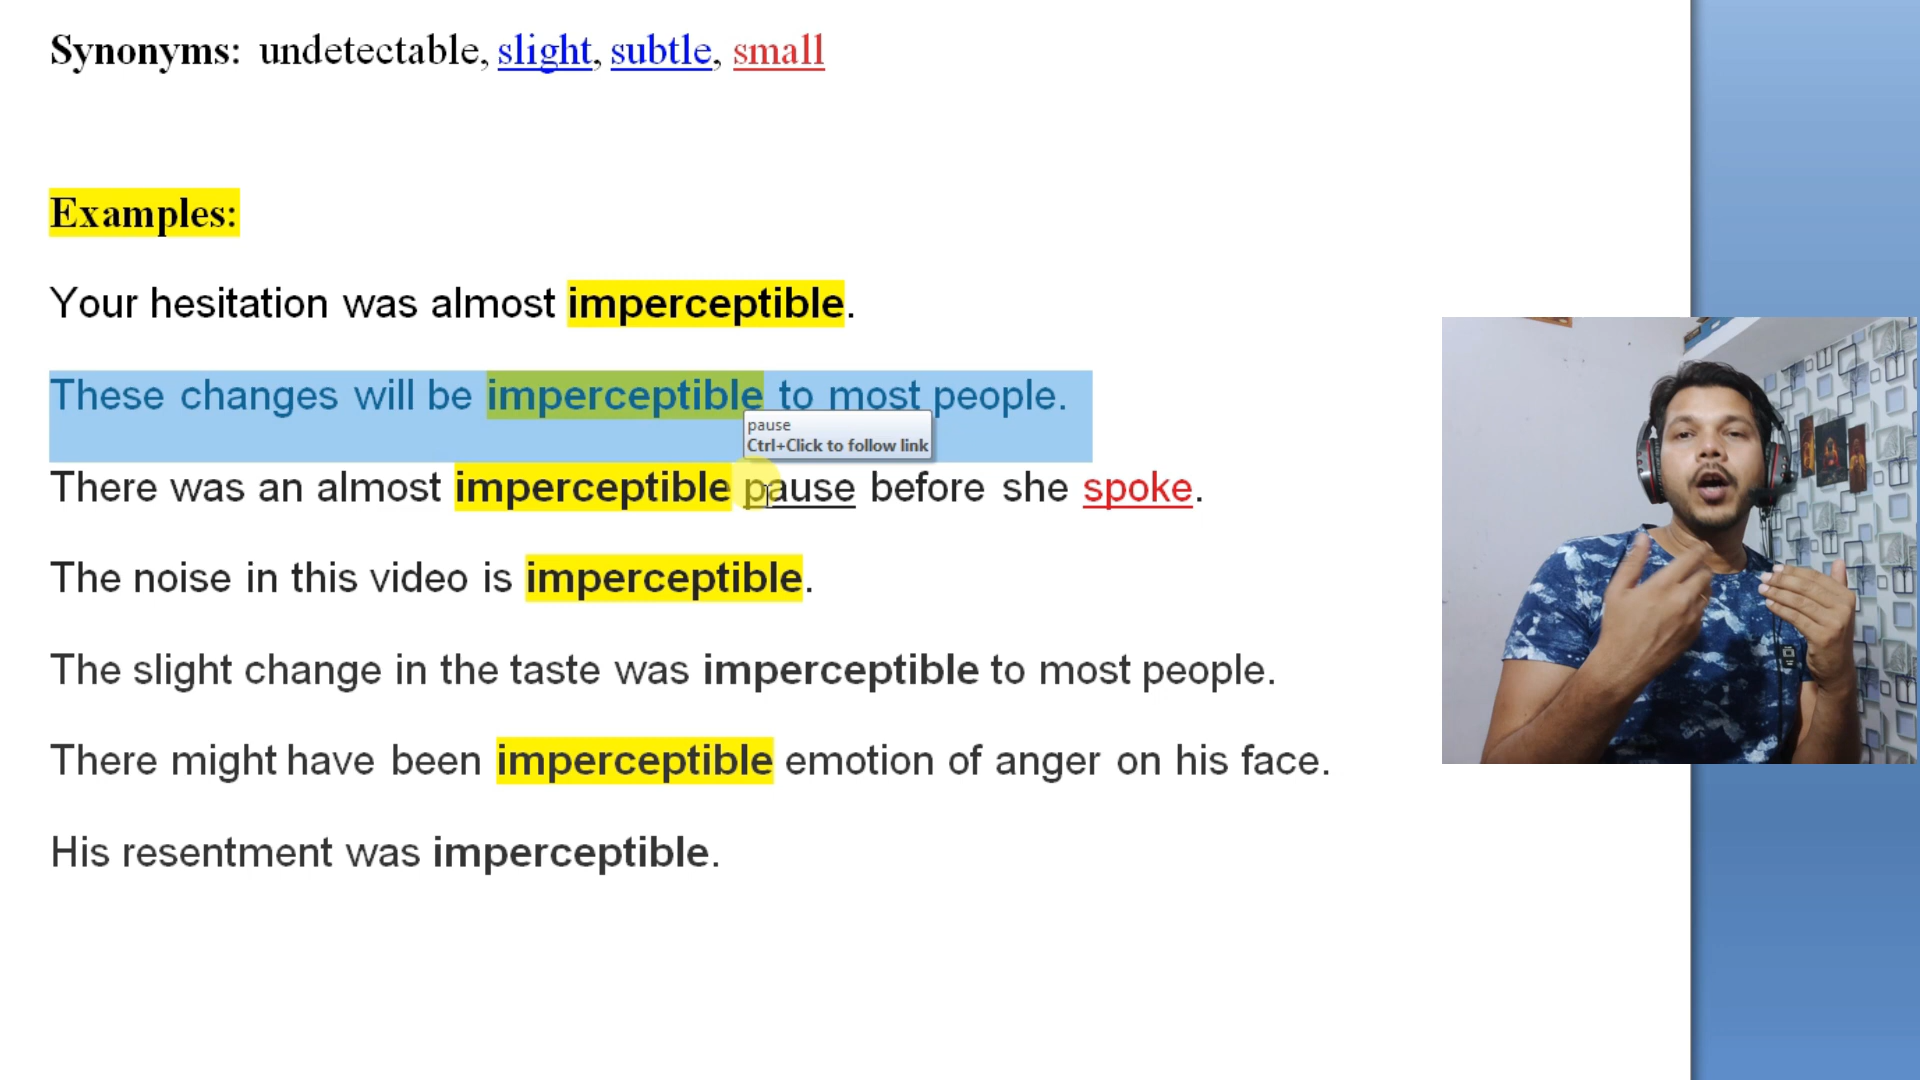 Synonyms: undetectable, slight, subtle, small
Examples:
Your hesitation was almost imperceptible.
These changes will be imperceptible to most people.
pause
Ctrl+Click to follow link
There was an almost imperceptible pause before she spoke.
The noise in this video is imperceptible.
The slight change in the taste was imperceptible to most people.
There might have been imperceptible emotion of anger on his face.
His resentment was imperceptible.